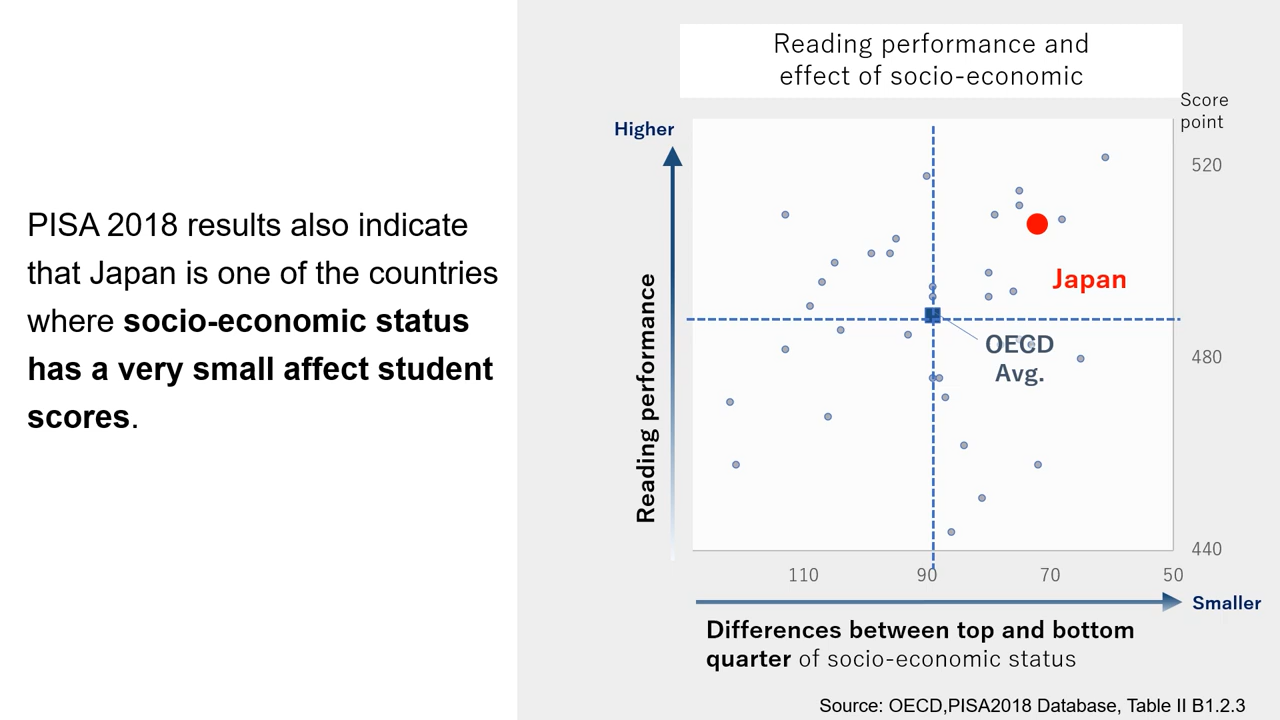 PISA 2018 results also indicate
that Japan is one of the countries
where socio-economic status
has a very small affect student
scores.
Reading performance and
effect of socio-economic
Score
point
Higher
520
480
440
Reading performance
Japan
OECD
Avg.
110
90
70
50
Smaller
Differences between top and bottom
quarter of socio-economic status
Source: OECD,PISA2018 Database, Table II B1.2.3